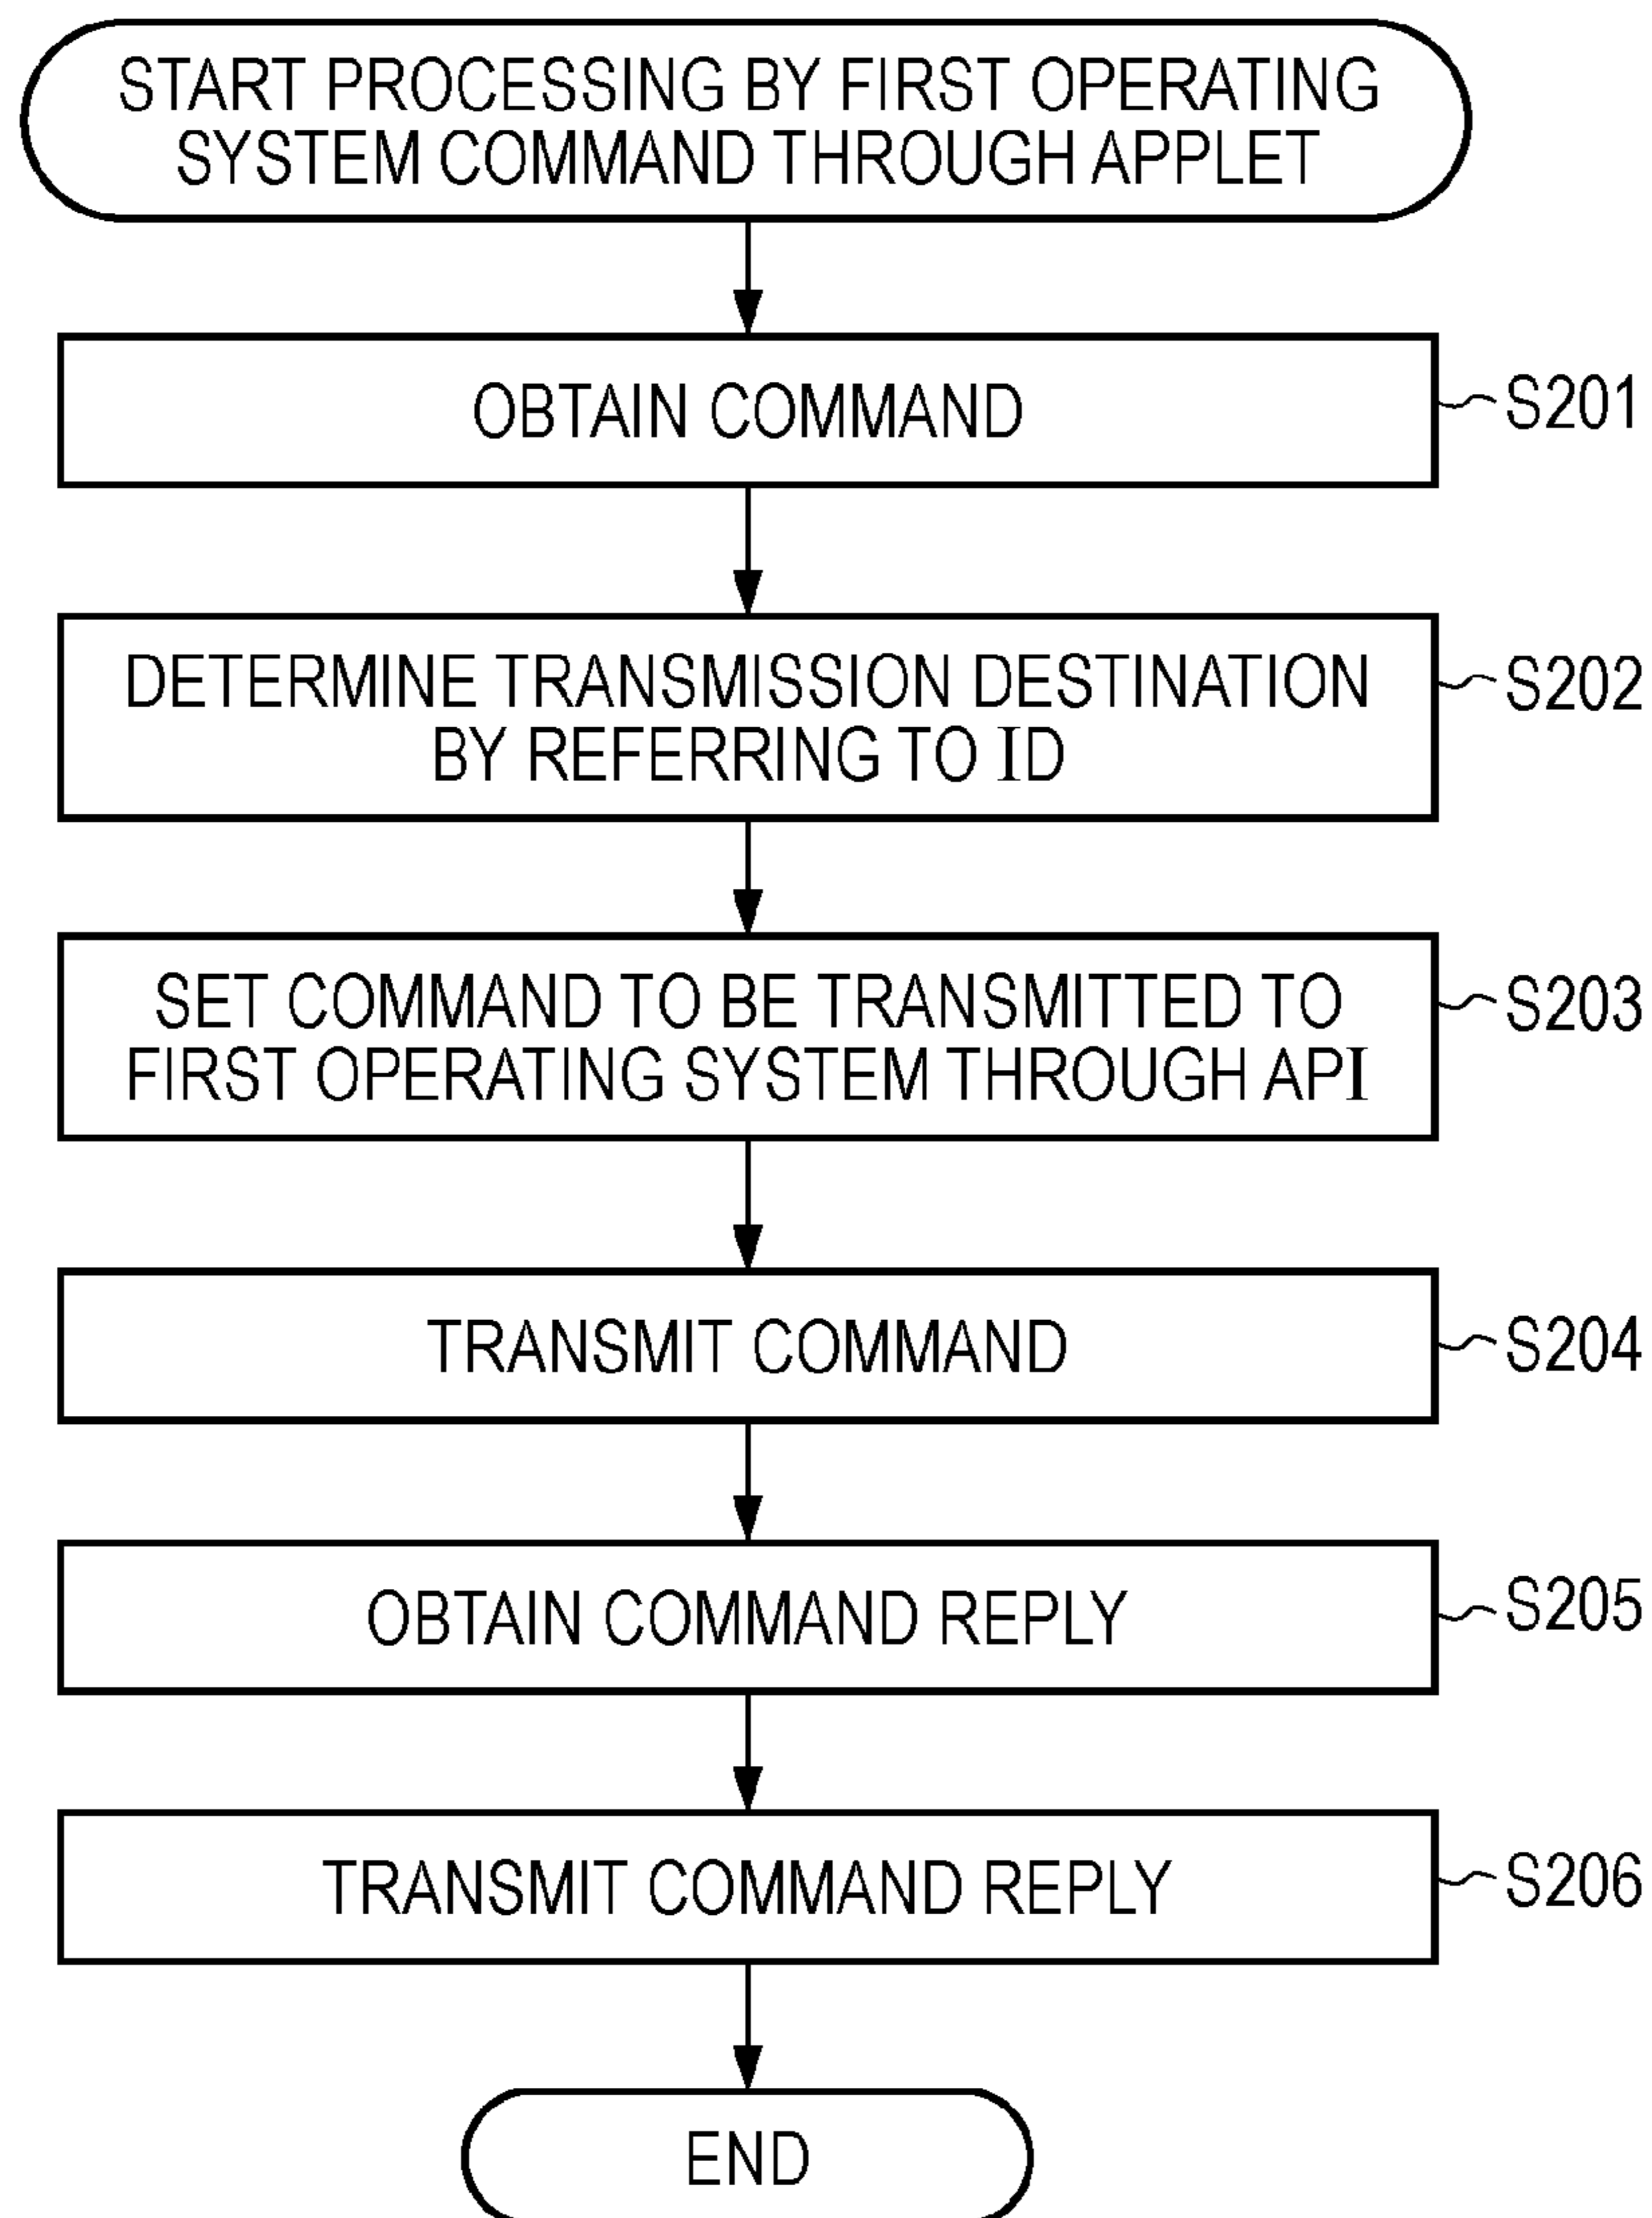 START PROCESSING BY FIRST OPERATING
SYSTEM COMMAND THROUGH APPLET
OBTAIN COMMAND
S201
DETERMINE TRANSMISSION DESTINATION
BY REFERRING TO ID
S202
SET COMMAND TO BE TRANSMITTED TO
FIRST OPERATING SYSTEM THROUGH API
S203
TRANSMIT COMMAND
S204
OBTAIN COMMAND REPLY
S205
TRANSMIT COMMAND REPLY
S206
END